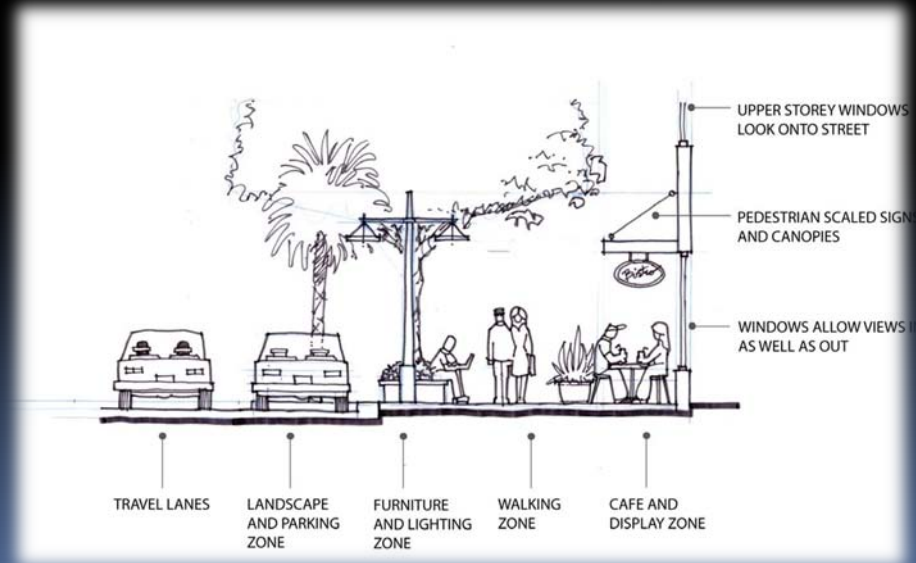 UPPER STOREY WINDOWS
LOOK ONTO STREET
PEDESTRIAN SCALED SIGN
AND CANOPIES
Bistro
WINDOWS ALLOW VIEWS I
AS WELL AS OUT
TRAVEL LANES
LANDSCAPE
AND PARKING
ZONE
FURNITURE
AND LIGHTING
ZONE
WALKING
ZONE
CAFE AND
DISPLAY ZONE